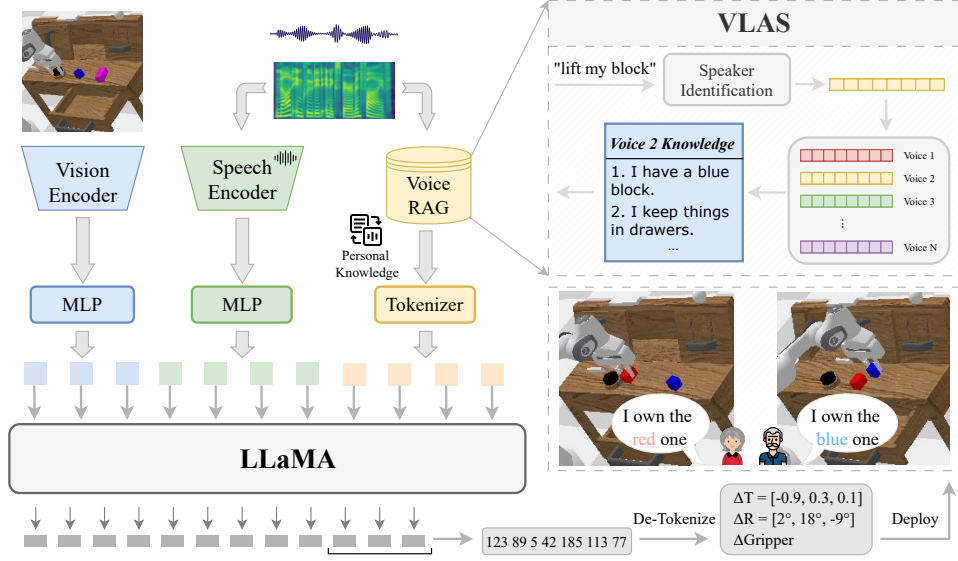 VLAS
"lift my block"
Speaker
Identification
Voice 2 Knowledge
1. I have a blue
block.
2. I keep things
in drawers.
...
Voice 1
Voice 2
Voice 3
⋮
Voice N
Vision
Encoder
Speech
Encoder
Voice
RAG
Personal
Knowledge
MLP
MLP
Tokenizer
I own the
red one
I own the
blue one
LLaMA
123 89 5 42 185 113 77
De-Tokenize
ΔT = [-0.9, 0.3, 0.1]
ΔR = [2°, 18°, -9°]
ΔGripper
Deploy